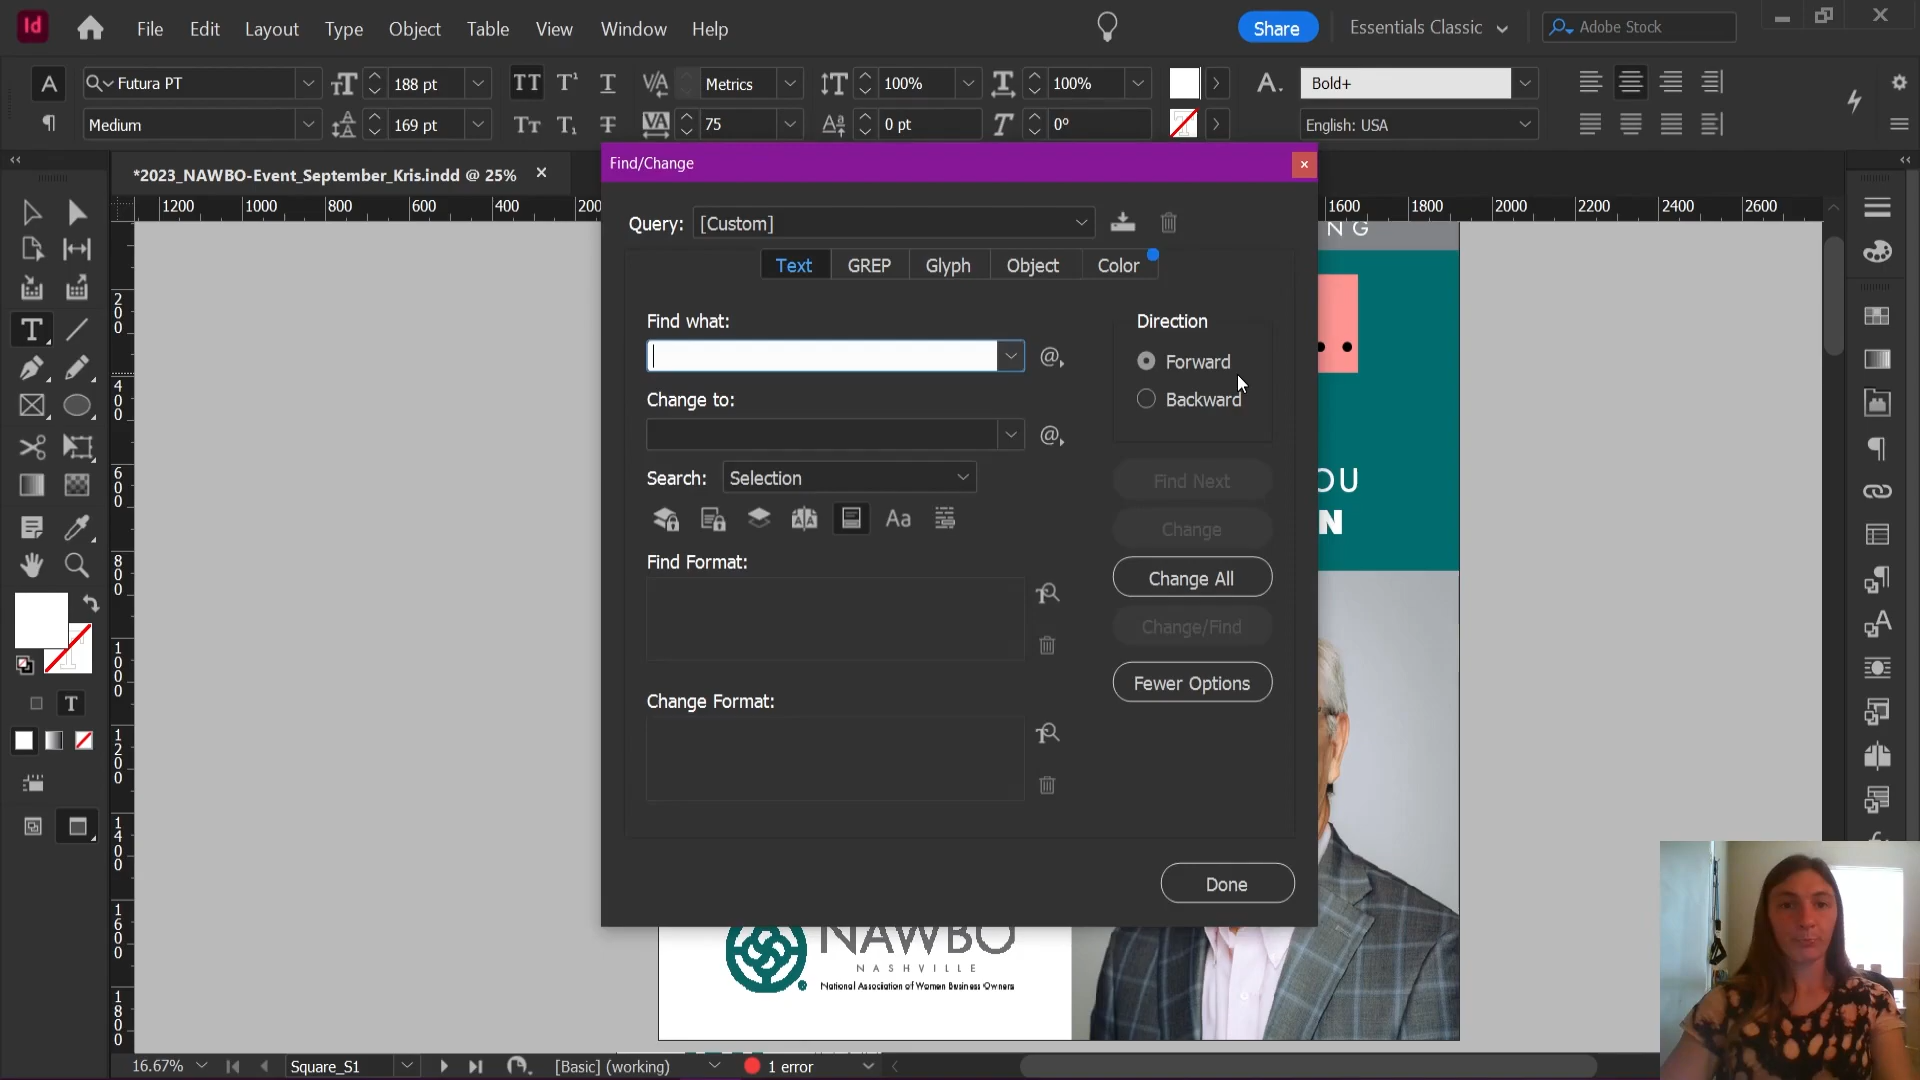 Id
File Edit Layout Type Object Table View Window Help
Share
Essentials Classic
Adobe Stock
Futura PT
188 pt
Metrics
100%
100%
Bold+
Medium
169 pt
75
0 pt
0°
English: USA
*2023_NAWBO-Event_September_Kris.indd @ 25%
1200 1000 800 600 400 200
1600 1800 2000 2200 2400 2600
Find/Change
Query: [Custom]
Text GREP Glyph Object Color
Find what:
Direction
Forward
Backward
Change to:
Search: Selection
Find Next
Change
Find Format:
Change All
Change/Find
Fewer Options
Change Format:
Done
NG
OU
N
200
400
600
800
1000
1200
1400
1600
1800
NAWBO
NASHVILLE
National Association of Women Business Owners
16.67%
Square_S1
[Basic] (working)
1 error